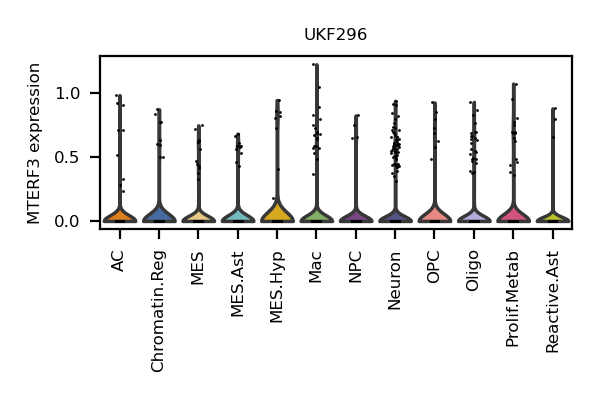 UKF296
MTERF3 expression
1.0
0.5
0.0
AC
Chromatin.Reg
MES
MES.Ast
MES.Hyp
Mac
NPC
Neuron
OPC
Oligo
Prolif.Metab
Reactive.Ast